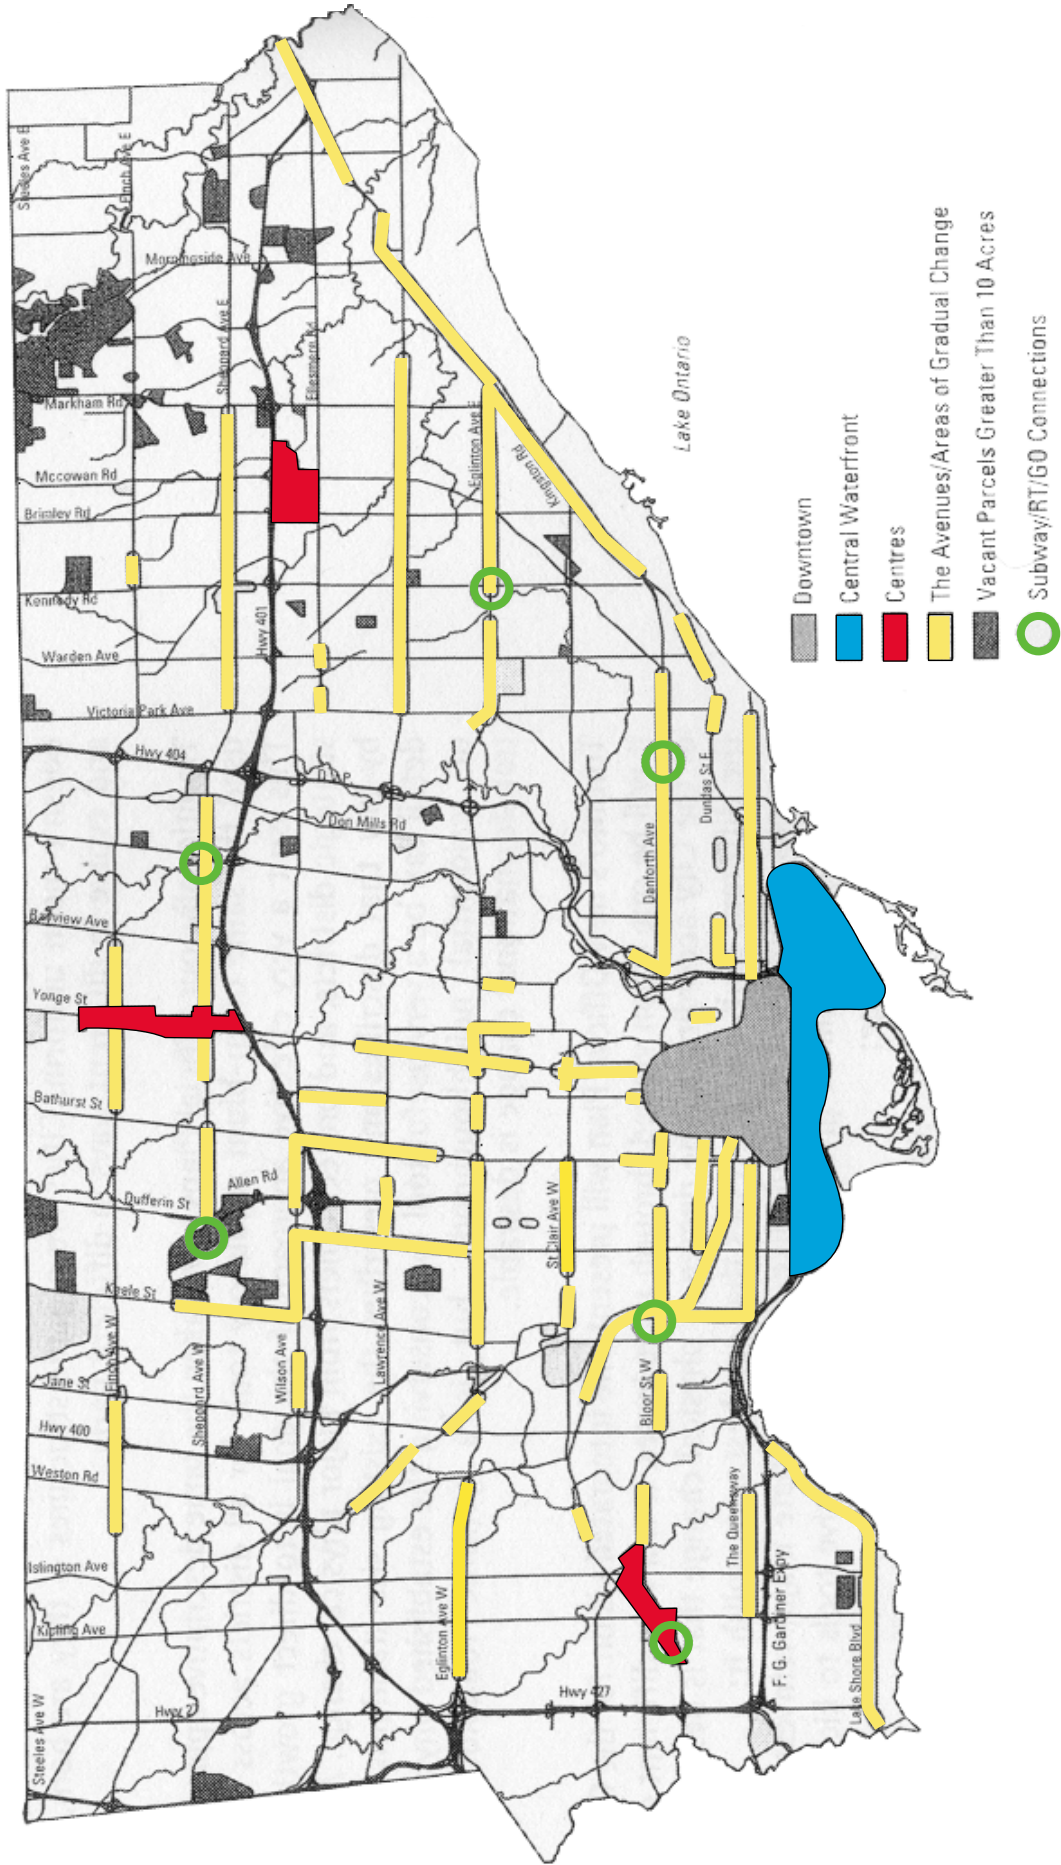 Steeles Ave E
Finch Ave E
Morningside Ave
Sheppard Ave E
Ellesmere Rd
Markham Rd
Mccowan Rd
Brimley Rd
Kennedy Rd
Warden Ave
Victoria Park Ave
Hwy 401
Hwy 404
D.V.P.
Don Mills Rd
Eglinton Ave E
Kingston Rd
Lake Ontario
Danforth Ave
Dundas St E
Bayview Ave
Yonge St
Bathurst St
Dufferin St
Allen Rd
Keele St
Finch Ave W
Sheppard Ave W
Wilson Ave
Lawrence Ave W
St Clair Ave W
Bloor St W
Jane St
Hwy 400
Weston Rd
Islington Ave
Kipling Ave
Hwy 27
Steeles Ave W
Eglinton Ave W
Hwy 427
The Queensway
F. G. Gardiner Expy
Lake Shore Blvd
Downtown
Central Waterfront
Centres
The Avenues/Areas of Gradual Change
Vacant Parcels Greater Than 10 Acres
Subway/RT/GO Connections